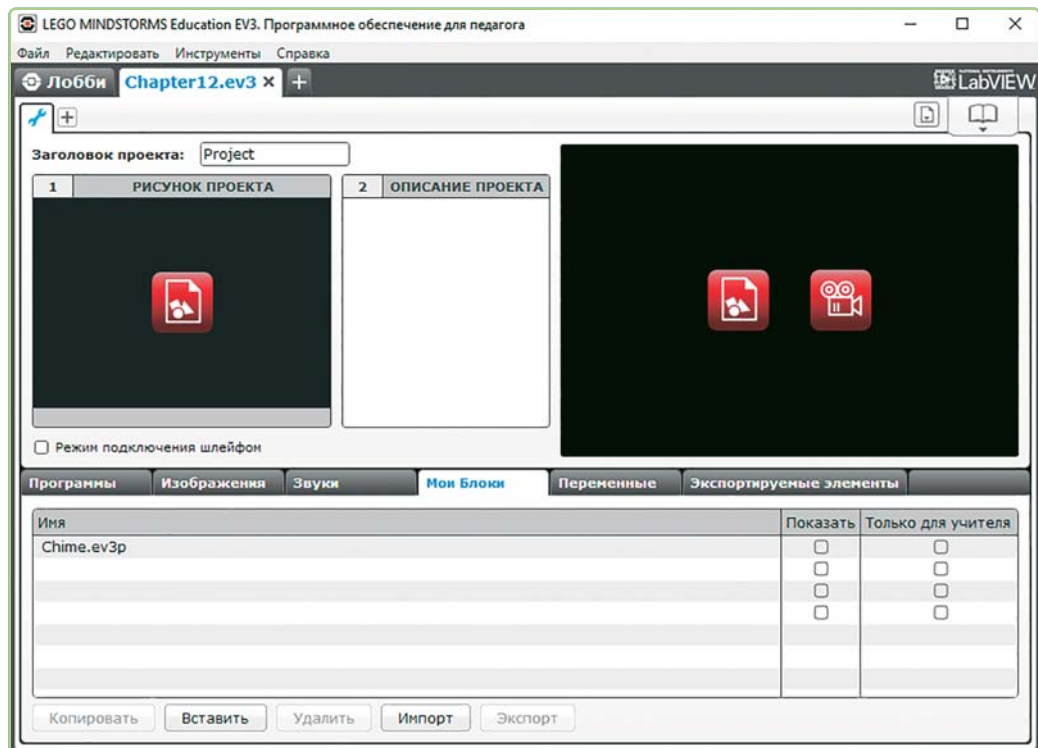 LEGO MINDSTORMS Education EV3. Программное обеспечение для педагога
Файл Редактировать Инструменты Справка
Лобби Chapter12.ev3 × +
LabVIEW
Заголовок проекта: Project
1 РИСУНОК ПРОЕКТА 2 ОПИСАНИЕ ПРОЕКТА
Режим подключения шлейфом
Программы Изображения Звуки Мои Блоки Переменные Экспортируемые элементы
Имя Показать Только для учителя
Chime.ev3p
Копировать Вставить Удалить Импорт Экспорт